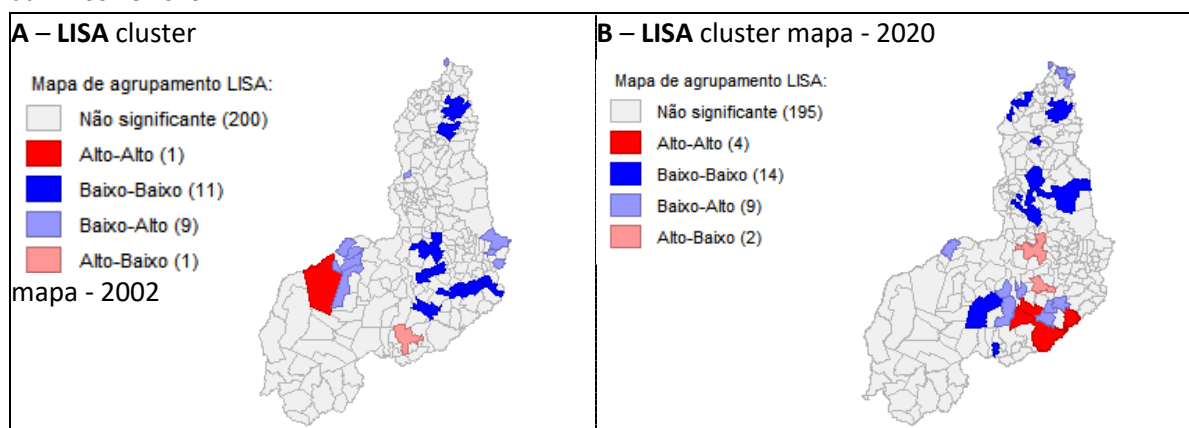 A – LISA cluster
Mapa de agrupamento LISA:
Não significante (200)
Alto-Alto (1)
Baixo-Baixo (11)
Baixo-Alto (9)
Alto-Baixo (1)
mapa - 2002
B – LISA cluster mapa - 2020
Mapa de agrupamento LISA:
Não significante (195)
Alto-Alto (4)
Baixo-Baixo (14)
Baixo-Alto (9)
Alto-Baixo (2)